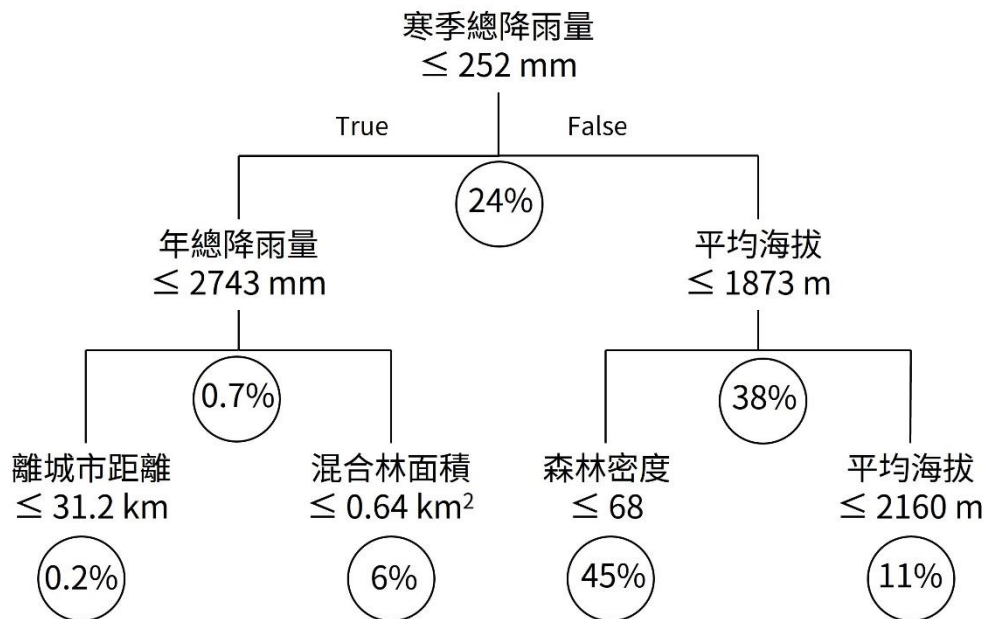 寒季總降雨量
≤ 252 mm
True
False
24%
年總降雨量
≤ 2743 mm
平均海拔
≤ 1873 m
0.7%
38%
離城市距離
≤ 31.2 km
混合林面積
≤ 0.64 km²
森林密度
≤ 68
平均海拔
≤ 2160 m
0.2%
6%
45%
11%